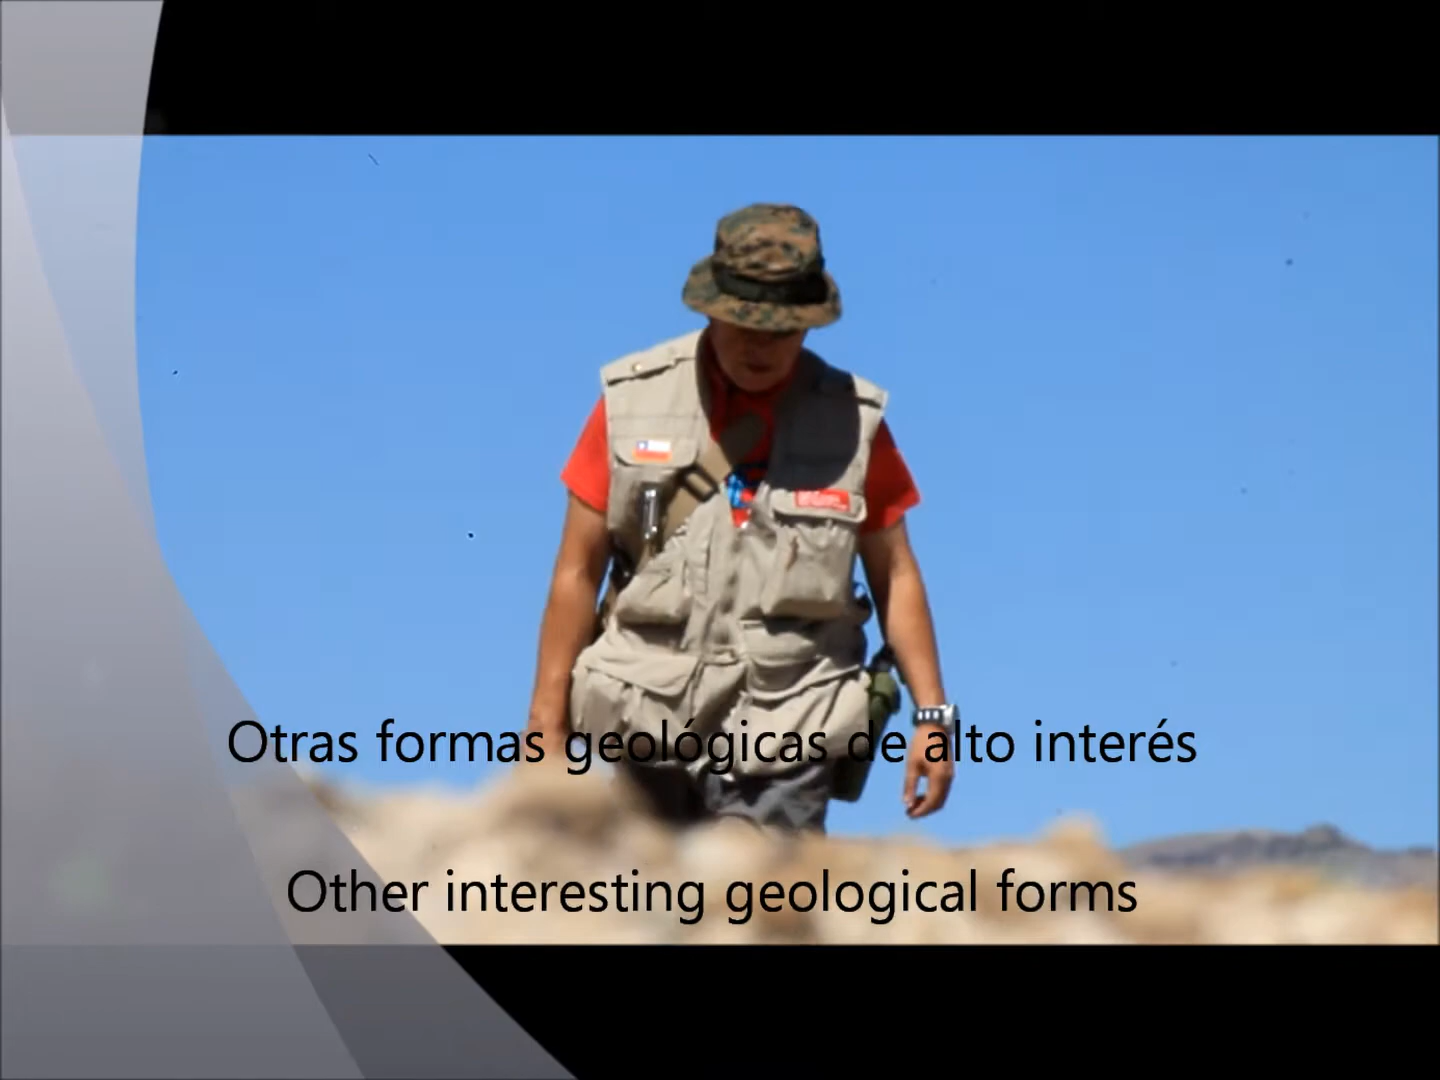 Otras formas geológicas de alto interés
Other interesting geological forms